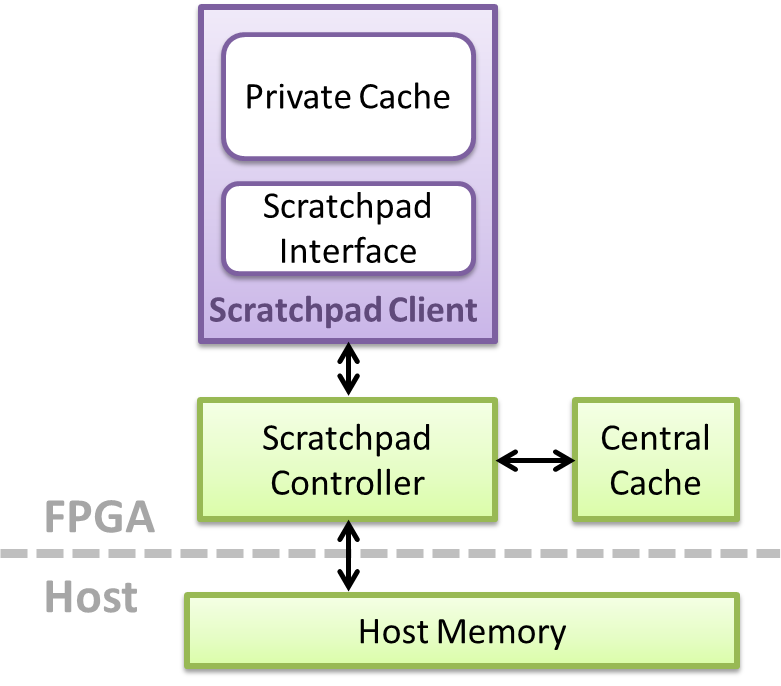 Private Cache
Scratchpad
Interface
Scratchpad Client
Scratchpad
Controller
Central
Cache
FPGA
Host
Host Memory